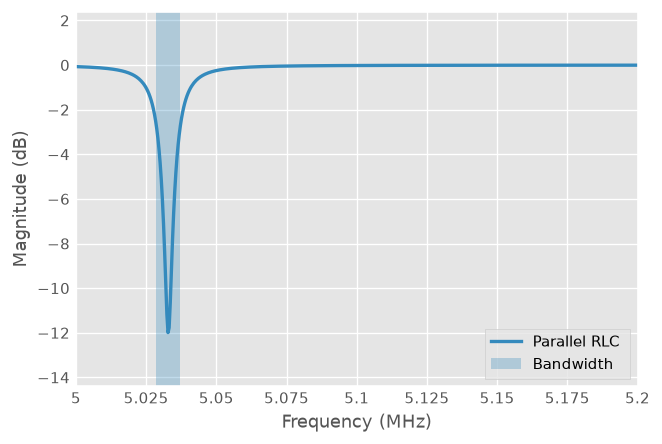 2
0
−2
−4
−6
−8
−10
−12
−14
Magnitude (dB)
Parallel RLC
Bandwidth
5 5.025 5.05 5.075 5.1 5.125 5.15 5.175 5.2
Frequency (MHz)